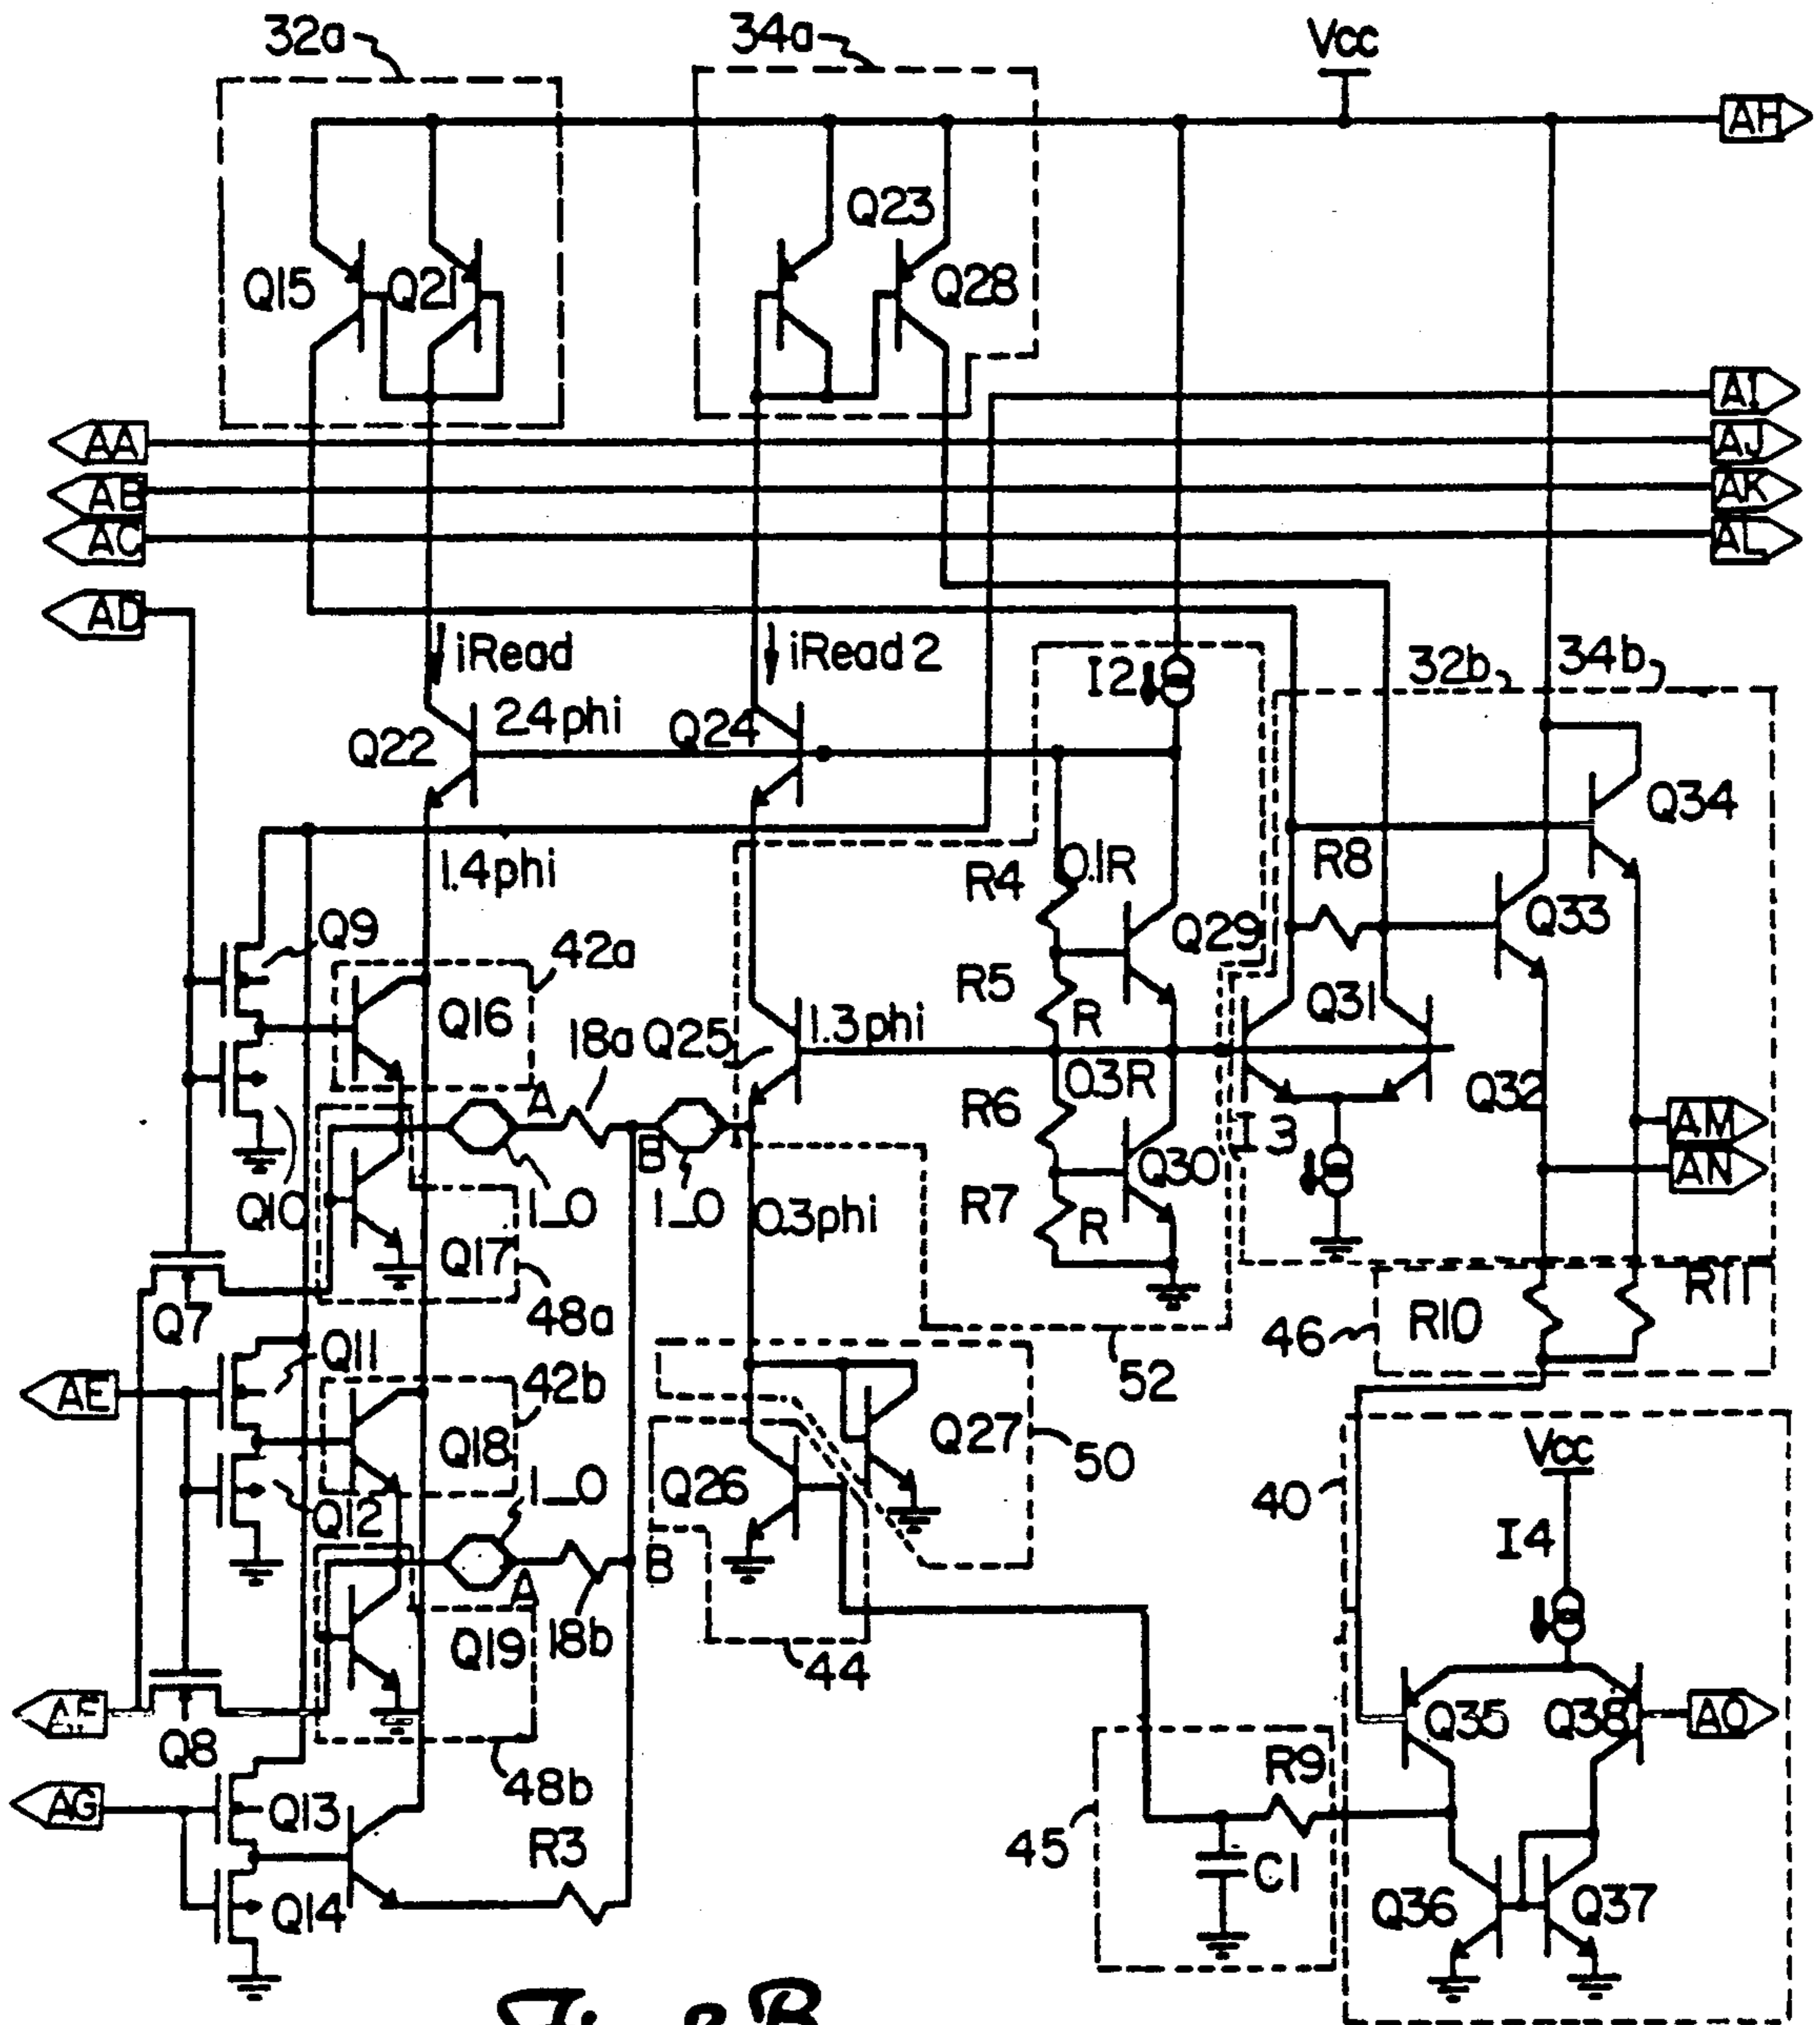 32a
34a
Vcc
AH
Q15
Q21
Q23
Q28
AI
AA
AJ
AB
AK
AC
AL
AD
iRead
iRead 2
I2
32b
34b
Q22
2.4phi
Q24
Q34
1.4phi
R4
0.1R
R8
Q29
Q33
Q9
42a
Q16
18a
Q25
1.3phi
R5
R
Q31
0.3R
R6
Q32
A
B
I3
AM
Q10
1_0
1_0
0.3phi
R7
R
Q30
AN
Q17
48a
Q7
52
46
R10
R11
Q11
AE
42b
Q18
1_0
Q12
Q26
Q27
50
40
Vcc
I4
A
B
18b
Q19
44
AF
Q8
48b
Q35
Q38
AO
AG
Q13
R3
45
R9
C1
Q14
Q36
Q37